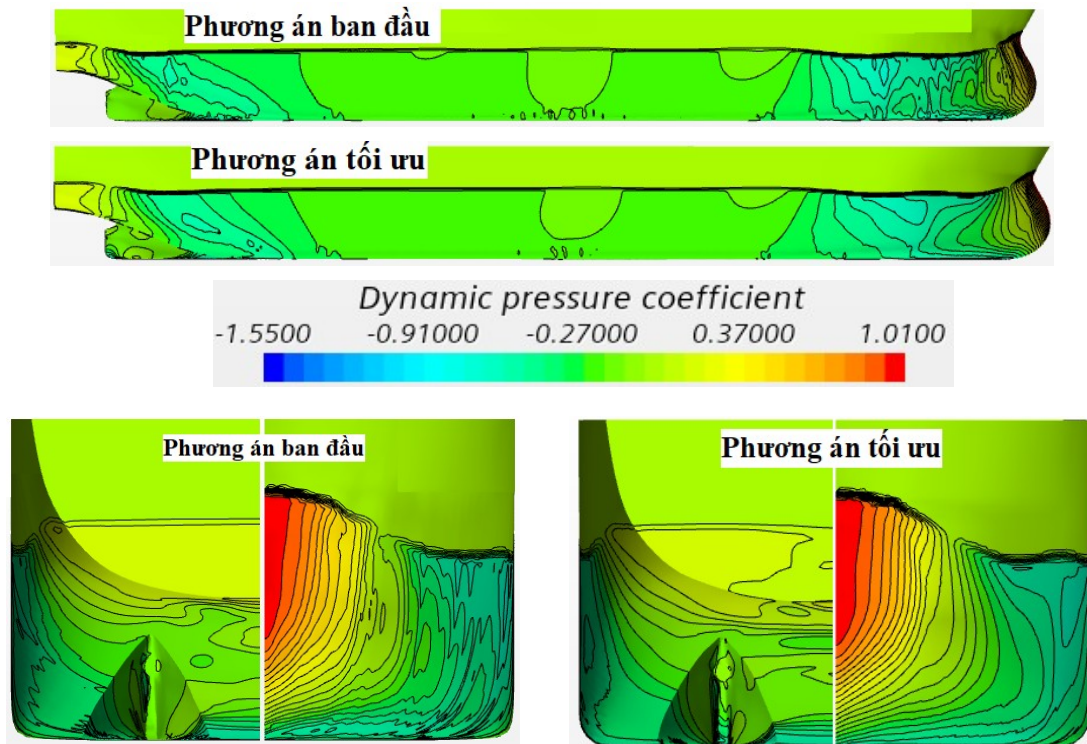 Phương án ban đầu
Phương án tối ưu
Dynamic pressure coefficient
-1.5500 -0.91000 -0.27000 0.37000 1.0100
Phương án ban đầu
Phương án tối ưu